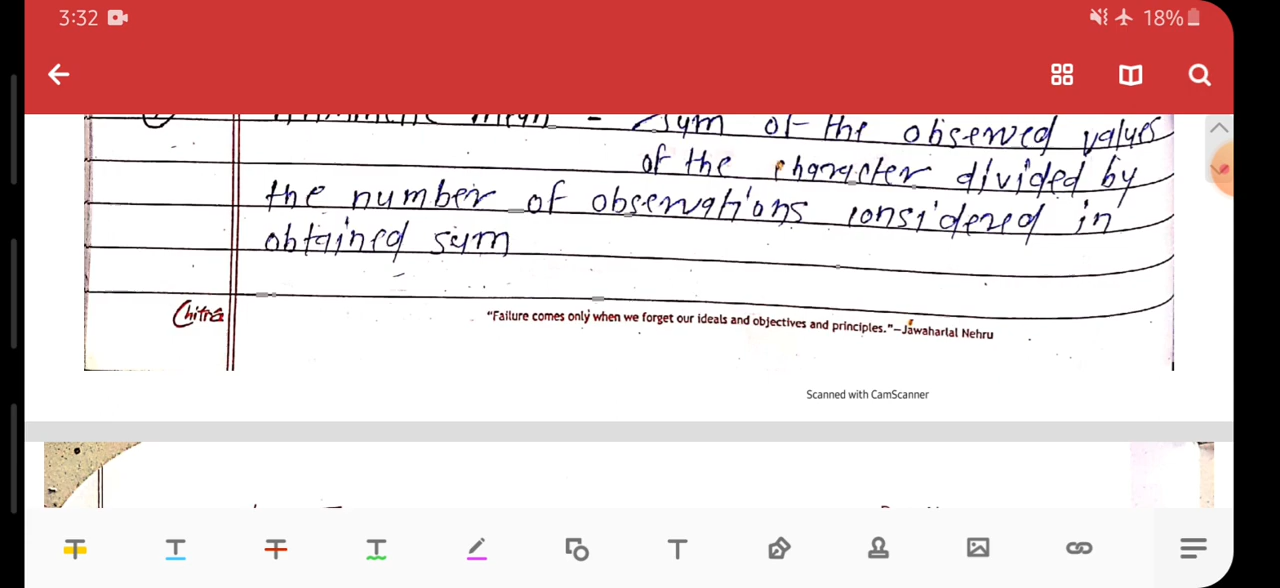 3:32
18%
Arithmetic mean - Sum of the observed values
of the character divided by
the number of observations considered in
obtained sum
Chitra
"Failure comes only when we forget our ideals and objectives and principles."—Jawaharlal Nehru
Scanned with CamScanner